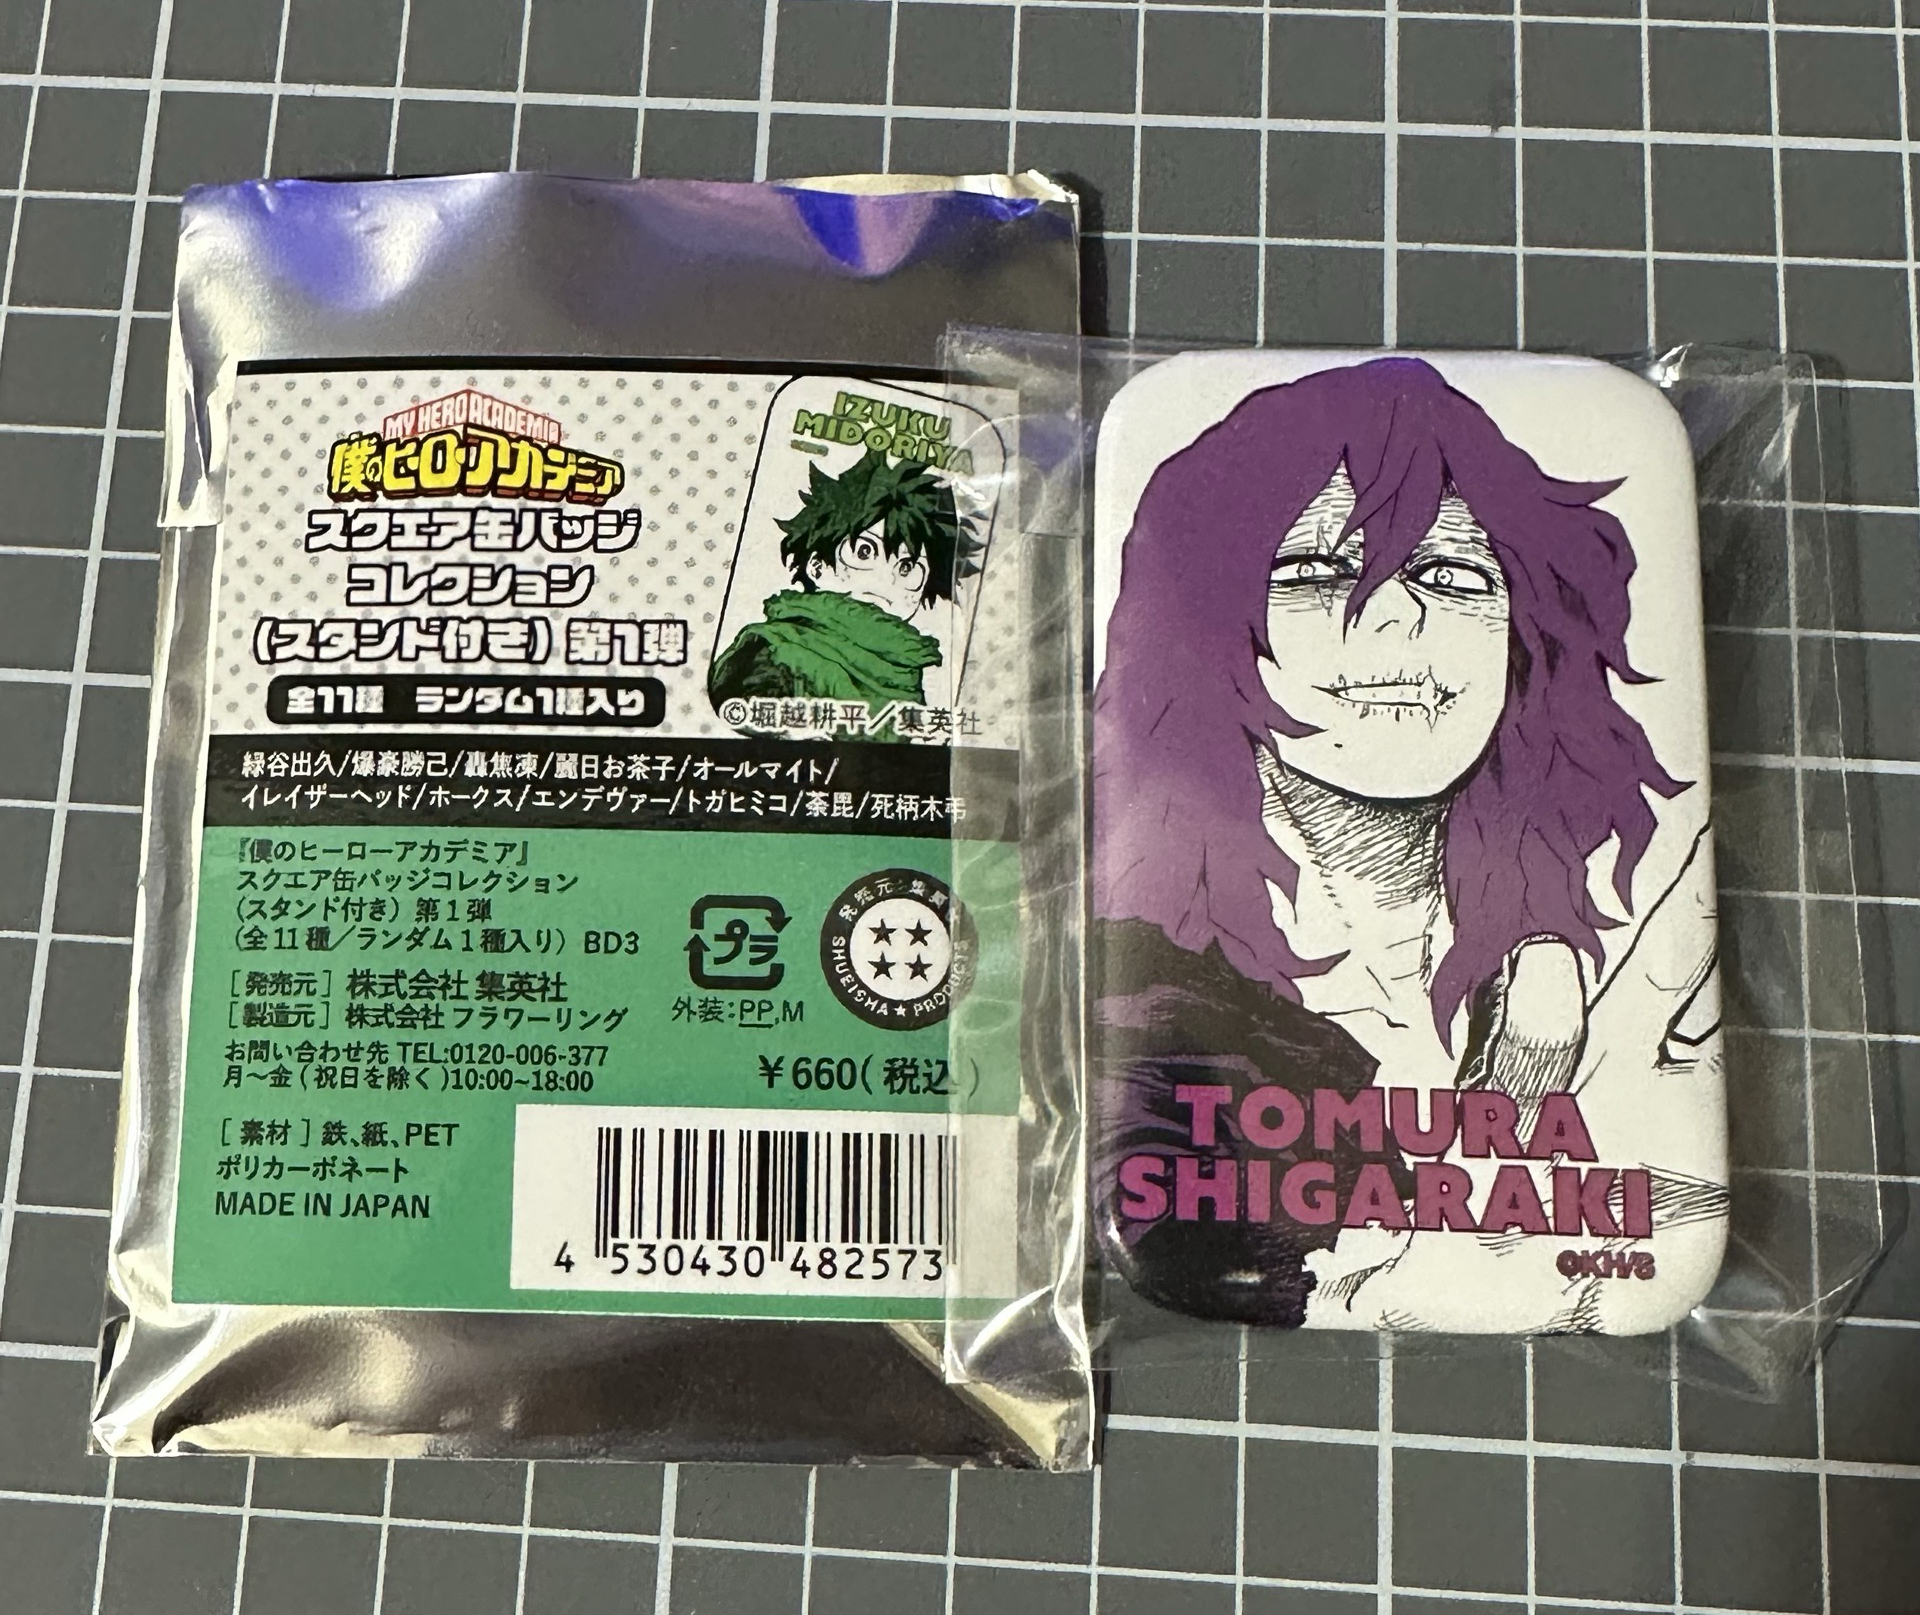 MY HERO ACADEMIA
僕のヒーローアカデミア
スクエア缶バッジ
コレクション
(スタンド付き) 第1弾
全11種 ランダム1種入り
IZUKU
MIDORIYA
©堀越耕平／集英社
緑谷出久/爆豪勝己/轟焦凍/麗日お茶子/オールマイト/
イレイザーヘッド/ホークス/エンデヴァー/トガヒミコ/荼毘/死柄木弔
『僕のヒーローアカデミア』
スクエア缶バッジコレクション
(スタンド付き) 第1弾
(全11種／ランダム1種入り) BD3
[発売元] 株式会社 集英社
[製造元] 株式会社 フラワーリング
お問い合わせ先 TEL:0120-006-377
月～金 (祝日を除く)10:00~18:00
プラ
外装:PP,M
発売元・集英社
SHUEISHA ★ PRODUCTS
￥660(税込)
[素材] 鉄、紙、PET
ポリカーボネート
MADE IN JAPAN
4 530430 482573
TOMURA
SHIGARAKI
©KH/S